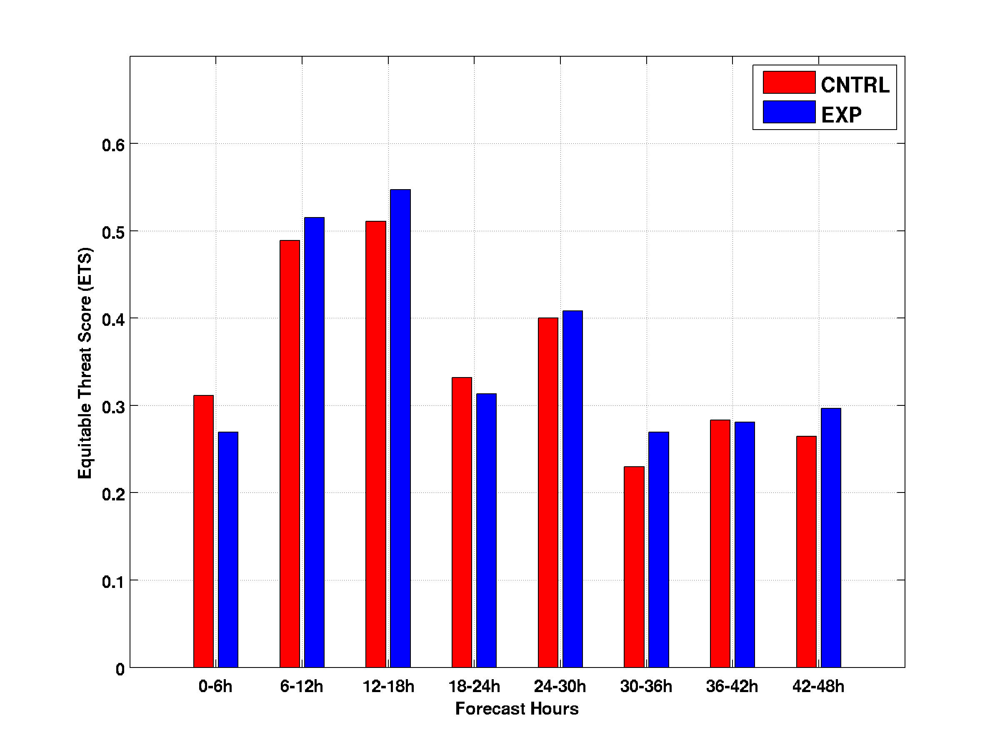 CNTRL
EXP
0.6
0.5
0.4
0.3
0.2
0.1
0
Equitable Threat Score (ETS)
0-6h 6-12h 12-18h 18-24h 24-30h 30-36h 36-42h 42-48h
Forecast Hours